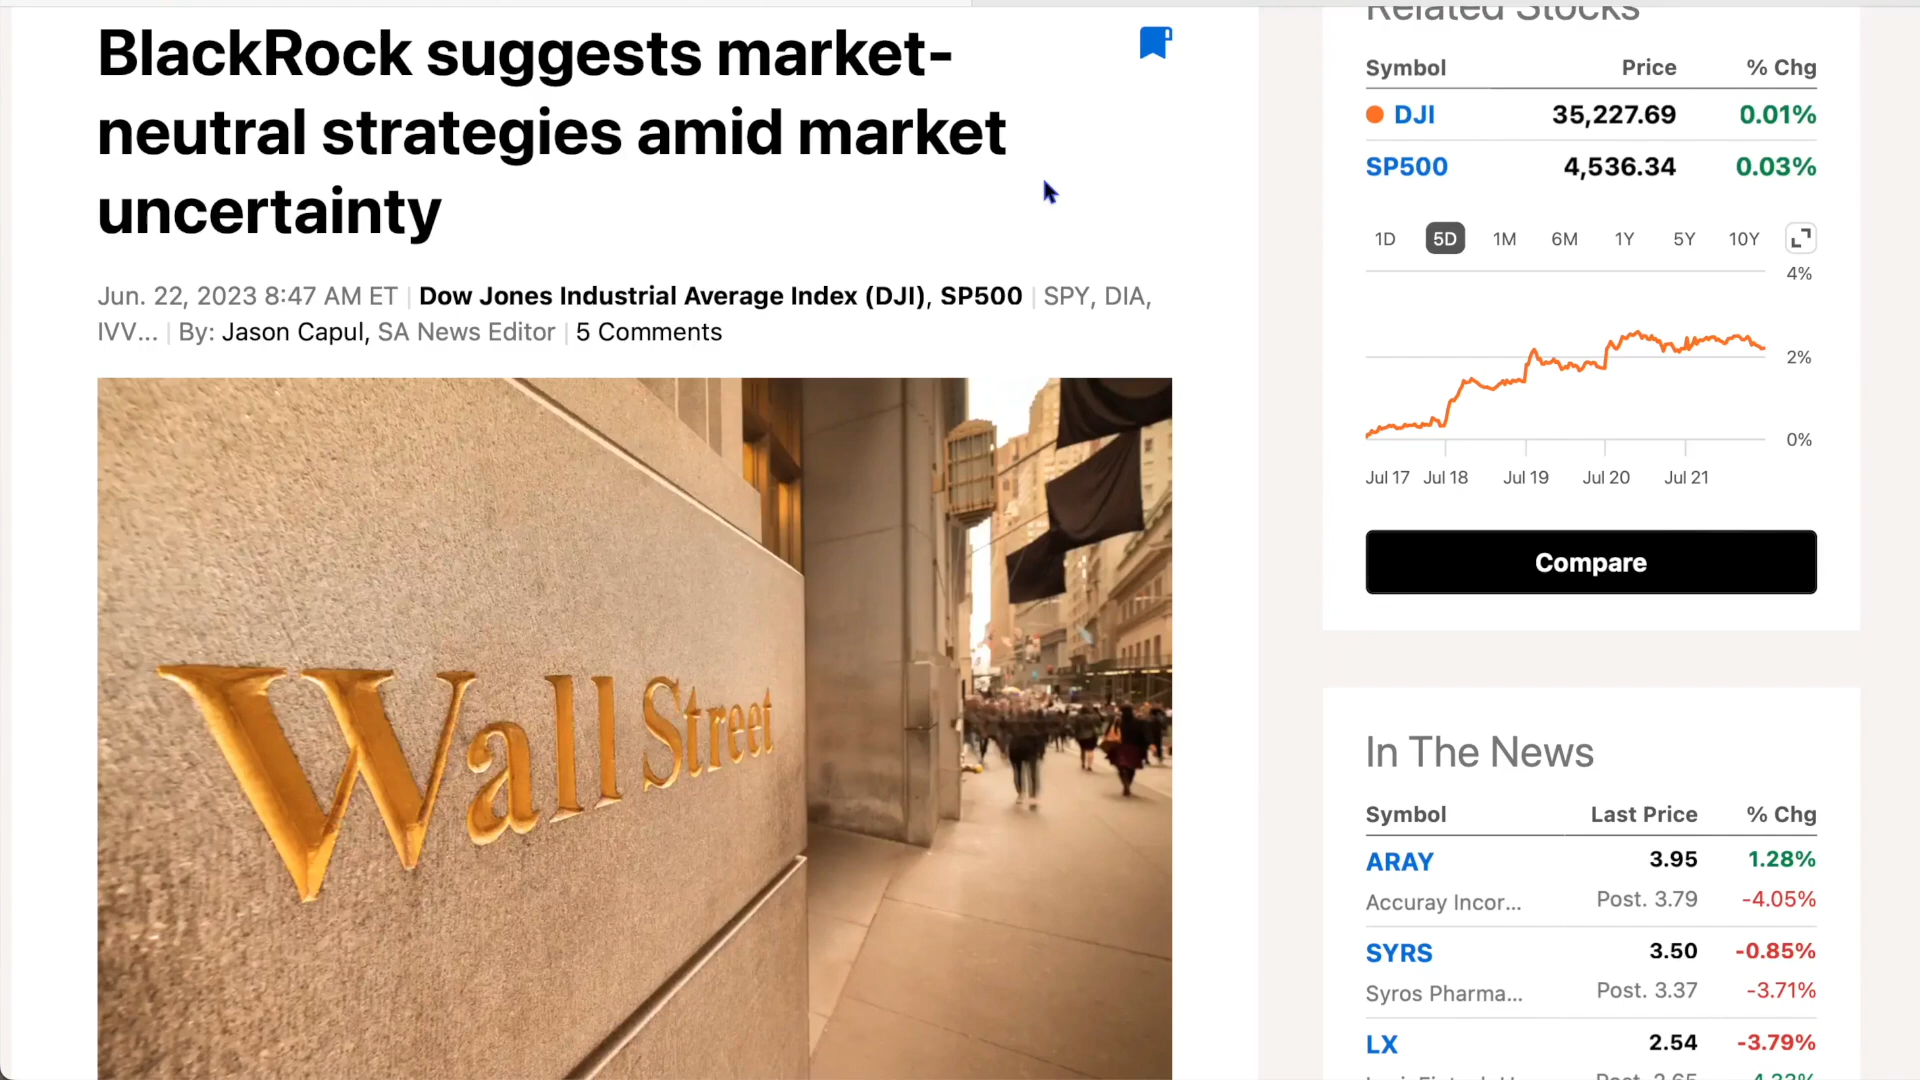 BlackRock suggests market-
neutral strategies amid market
uncertainty
Jun. 22, 2023 8:47 AM ET | Dow Jones Industrial Average Index (DJI), SP500 | SPY, DIA,
IVV... | By: Jason Capul, SA News Editor | 5 Comments
Wall Street
Related Stocks
Symbol Price % Chg
DJI 35,227.69 0.01%
SP500 4,536.34 0.03%
1D 5D 1M 6M 1Y 5Y 10Y
4%
2%
0%
Jul 17 Jul 18 Jul 19 Jul 20 Jul 21
Compare
In The News
Symbol Last Price % Chg
ARAY 3.95 1.28%
Accuray Incor... Post. 3.79 -4.05%
SYRS 3.50 -0.85%
Syros Pharma... Post. 3.37 -3.71%
LX 2.54 -3.79%